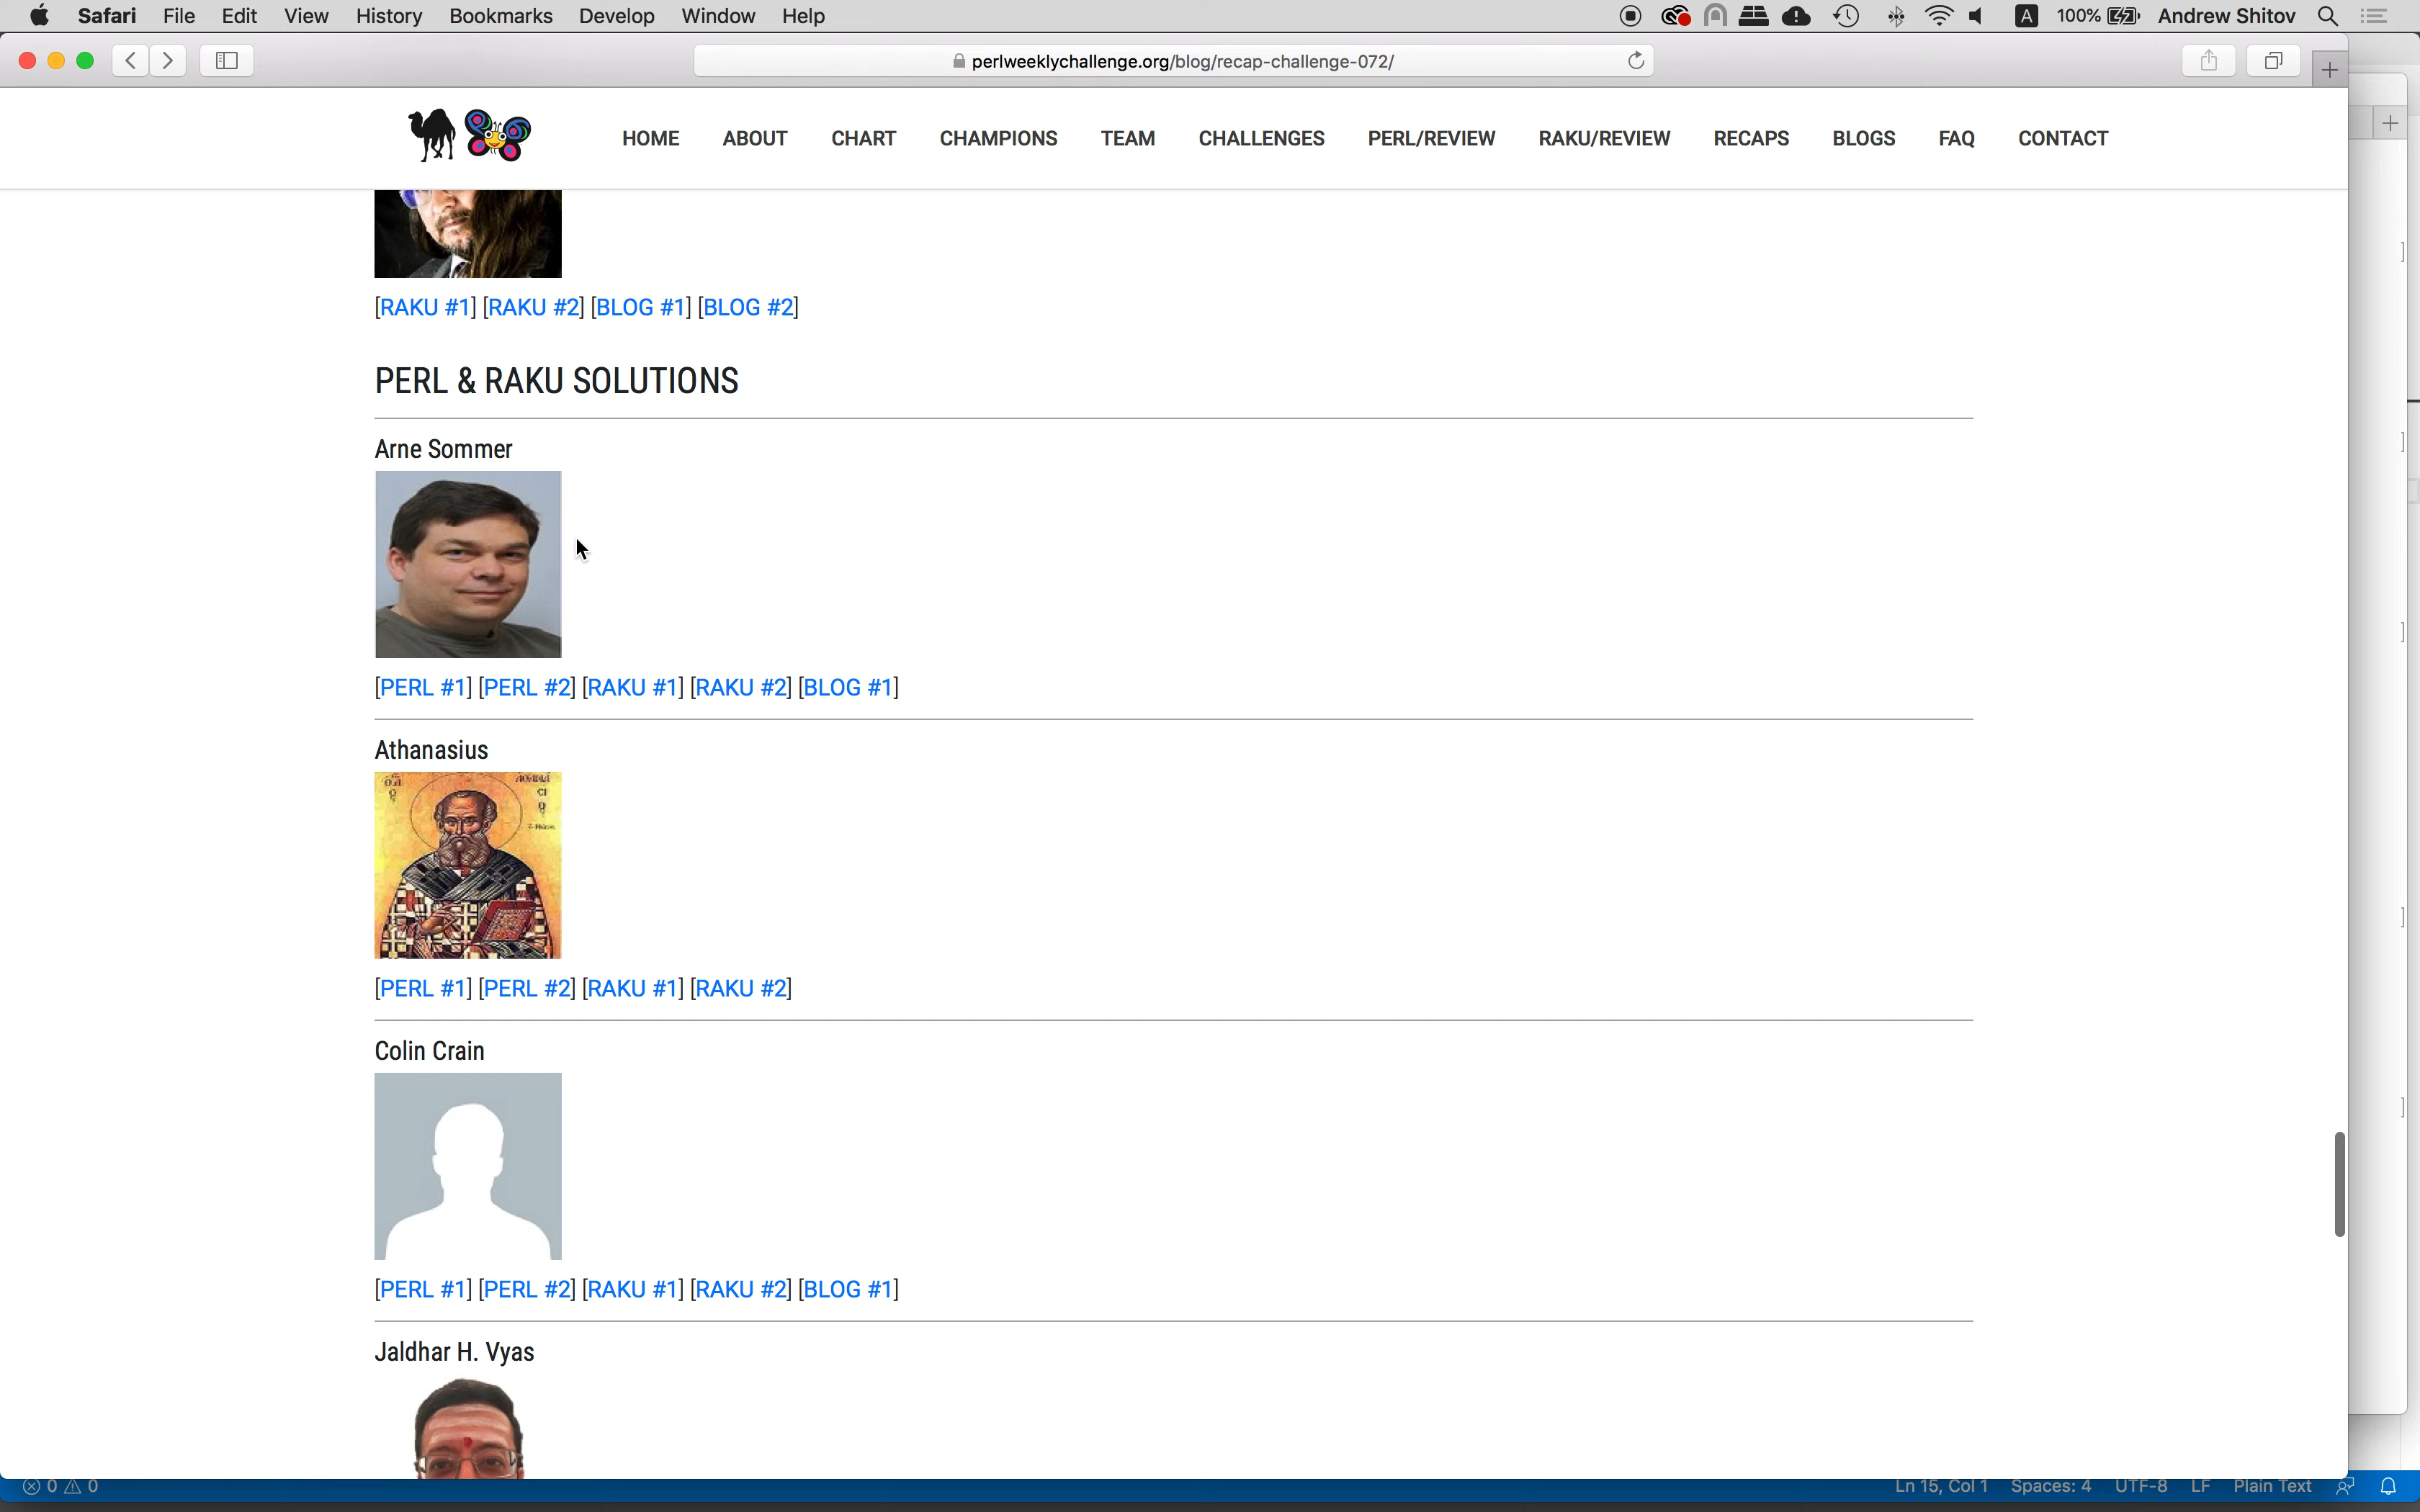 Safari File Edit View History Bookmarks Develop Window Help A 100% Andrew Shitov
perlweeklychallenge.org/blog/recap-challenge-072/
HOME ABOUT CHART CHAMPIONS TEAM CHALLENGES PERL/REVIEW RAKU/REVIEW RECAPS BLOGS FAQ CONTACT
[RAKU #1] [RAKU #2] [BLOG #1] [BLOG #2]
PERL & RAKU SOLUTIONS
Arne Sommer
[PERL #1] [PERL #2] [RAKU #1] [RAKU #2] [BLOG #1]
Athanasius
[PERL #1] [PERL #2] [RAKU #1] [RAKU #2]
Colin Crain
[PERL #1] [PERL #2] [RAKU #1] [RAKU #2] [BLOG #1]
Jaldhar H. Vyas
0 0 Ln 15, Col 1 Spaces: 4 UTF-8 LF Plain Text